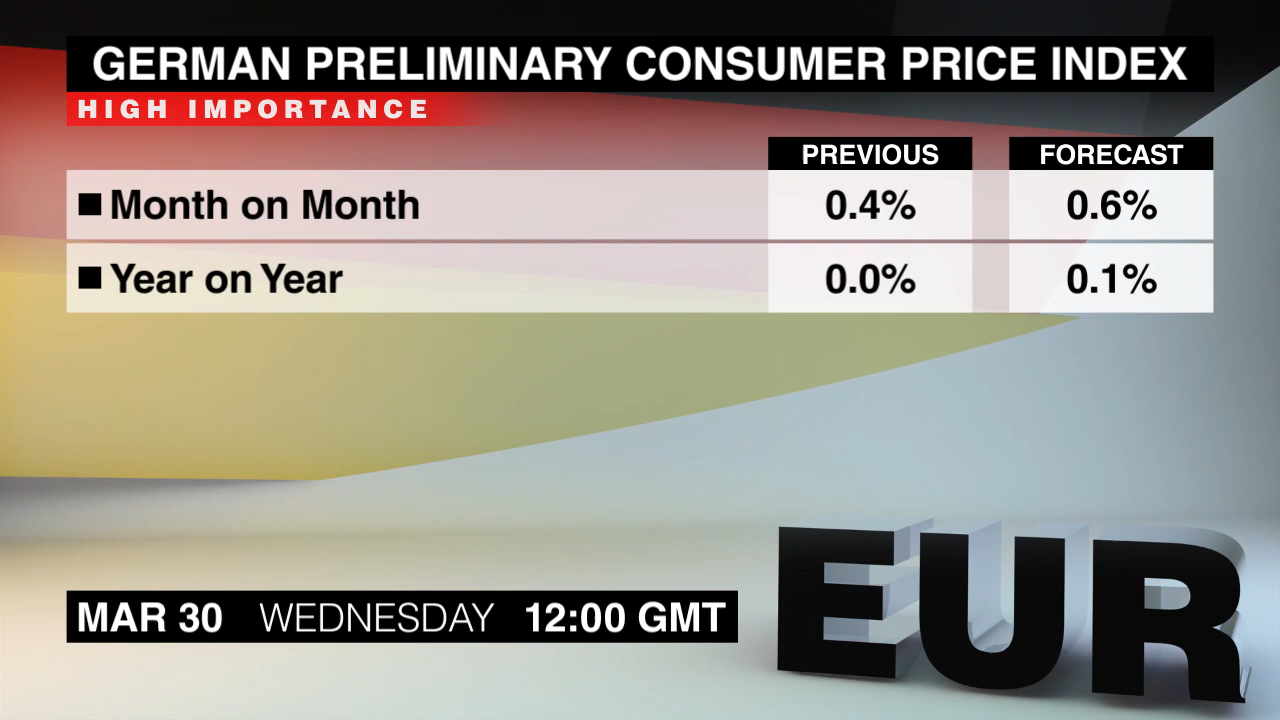 GERMAN PRELIMINARY CONSUMER PRICE INDEX
HIGH IMPORTANCE
PREVIOUS FORECAST
Month on Month 0.4% 0.6%
Year on Year 0.0% 0.1%
MAR 30 WEDNESDAY 12:00 GMT
EUR